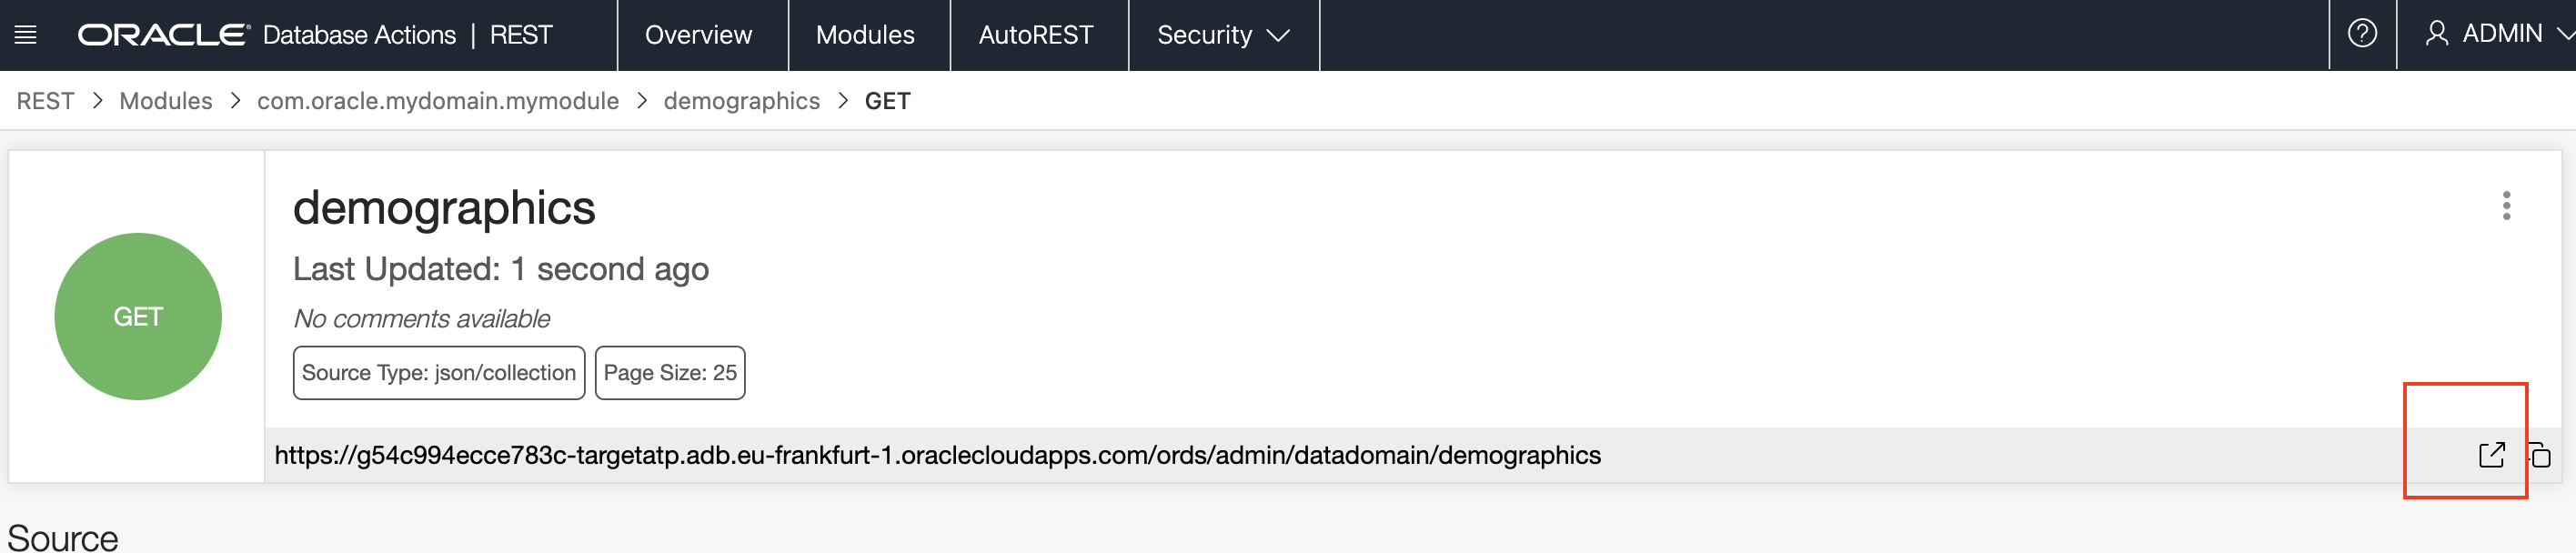 ORACLE® Database Actions | REST Overview Modules AutoREST Security ADMIN
REST > Modules > com.oracle.mydomain.mymodule > demographics > GET
demographics
Last Updated: 1 second ago
GET
No comments available
Source Type: json/collection Page Size: 25
https://g54c994ecce783c-targetatp.adb.eu-frankfurt-1.oraclecloudapps.com/ords/admin/datadomain/demographics
Source